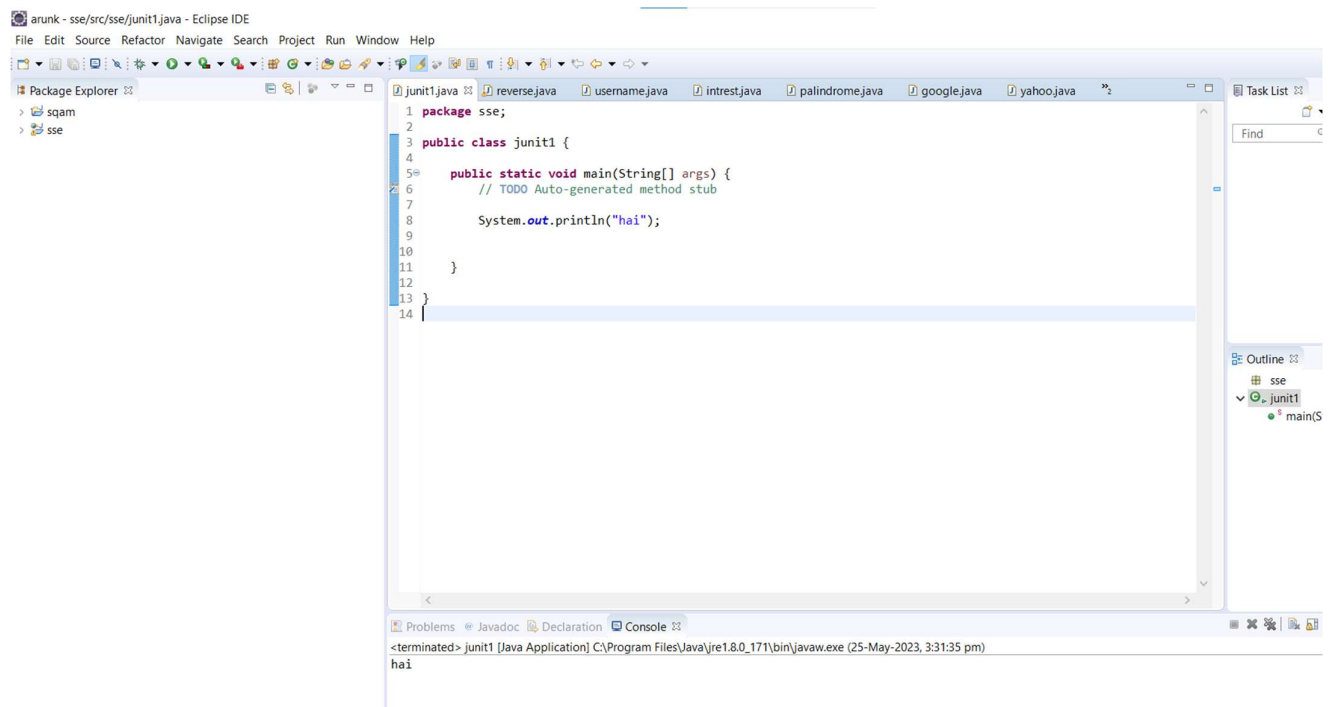 arunk - sse/src/sse/junit1.java - Eclipse IDE
File Edit Source Refactor Navigate Search Project Run Window Help
Package Explorer
sqam
sse
junit1.java reverse.java username.java intrest.java palindrome.java google.java yahoo.java »2
1 package sse;
2
3 public class junit1 {
4
5 public static void main(String[] args) {
6 // TODO Auto-generated method stub
7
8 System.out.println("hai");
9
10
11 }
12
13 }
14
Task List
Find
Outline
sse
junit1
main(S
Problems Javadoc Declaration Console
<terminated> junit1 [Java Application] C:\Program Files\Java\jre1.8.0_171\bin\javaw.exe (25-May-2023, 3:31:35 pm)
hai